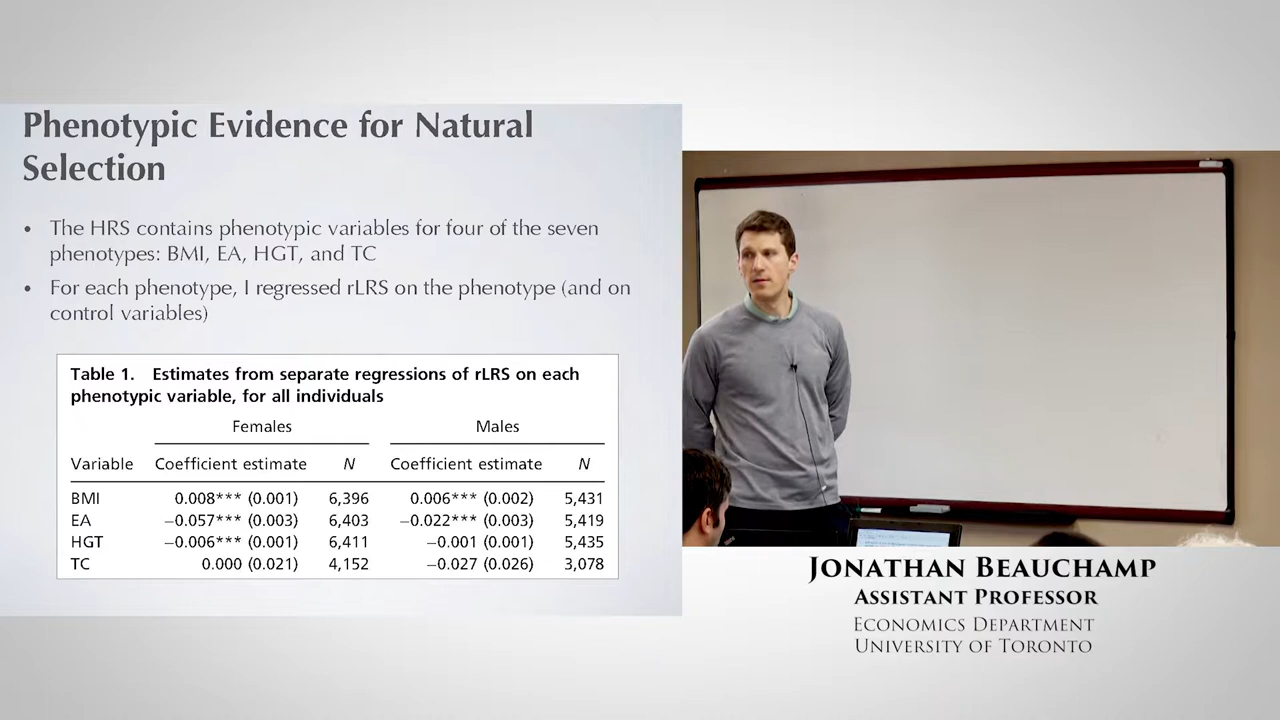 Phenotypic Evidence for Natural
Selection
• The HRS contains phenotypic variables for four of the seven
phenotypes: BMI, EA, HGT, and TC
• For each phenotype, I regressed rLRS on the phenotype (and on
control variables)
Table 1. Estimates from separate regressions of rLRS on each
phenotypic variable, for all individuals
Females Males
Variable Coefficient estimate N Coefficient estimate N
BMI 0.008*** (0.001) 6,396 0.006*** (0.002) 5,431
EA −0.057*** (0.003) 6,403 −0.022*** (0.003) 5,419
HGT −0.006*** (0.001) 6,411 −0.001 (0.001) 5,435
TC 0.000 (0.021) 4,152 −0.027 (0.026) 3,078
Jonathan Beauchamp
Assistant Professor
Economics Department
University of Toronto